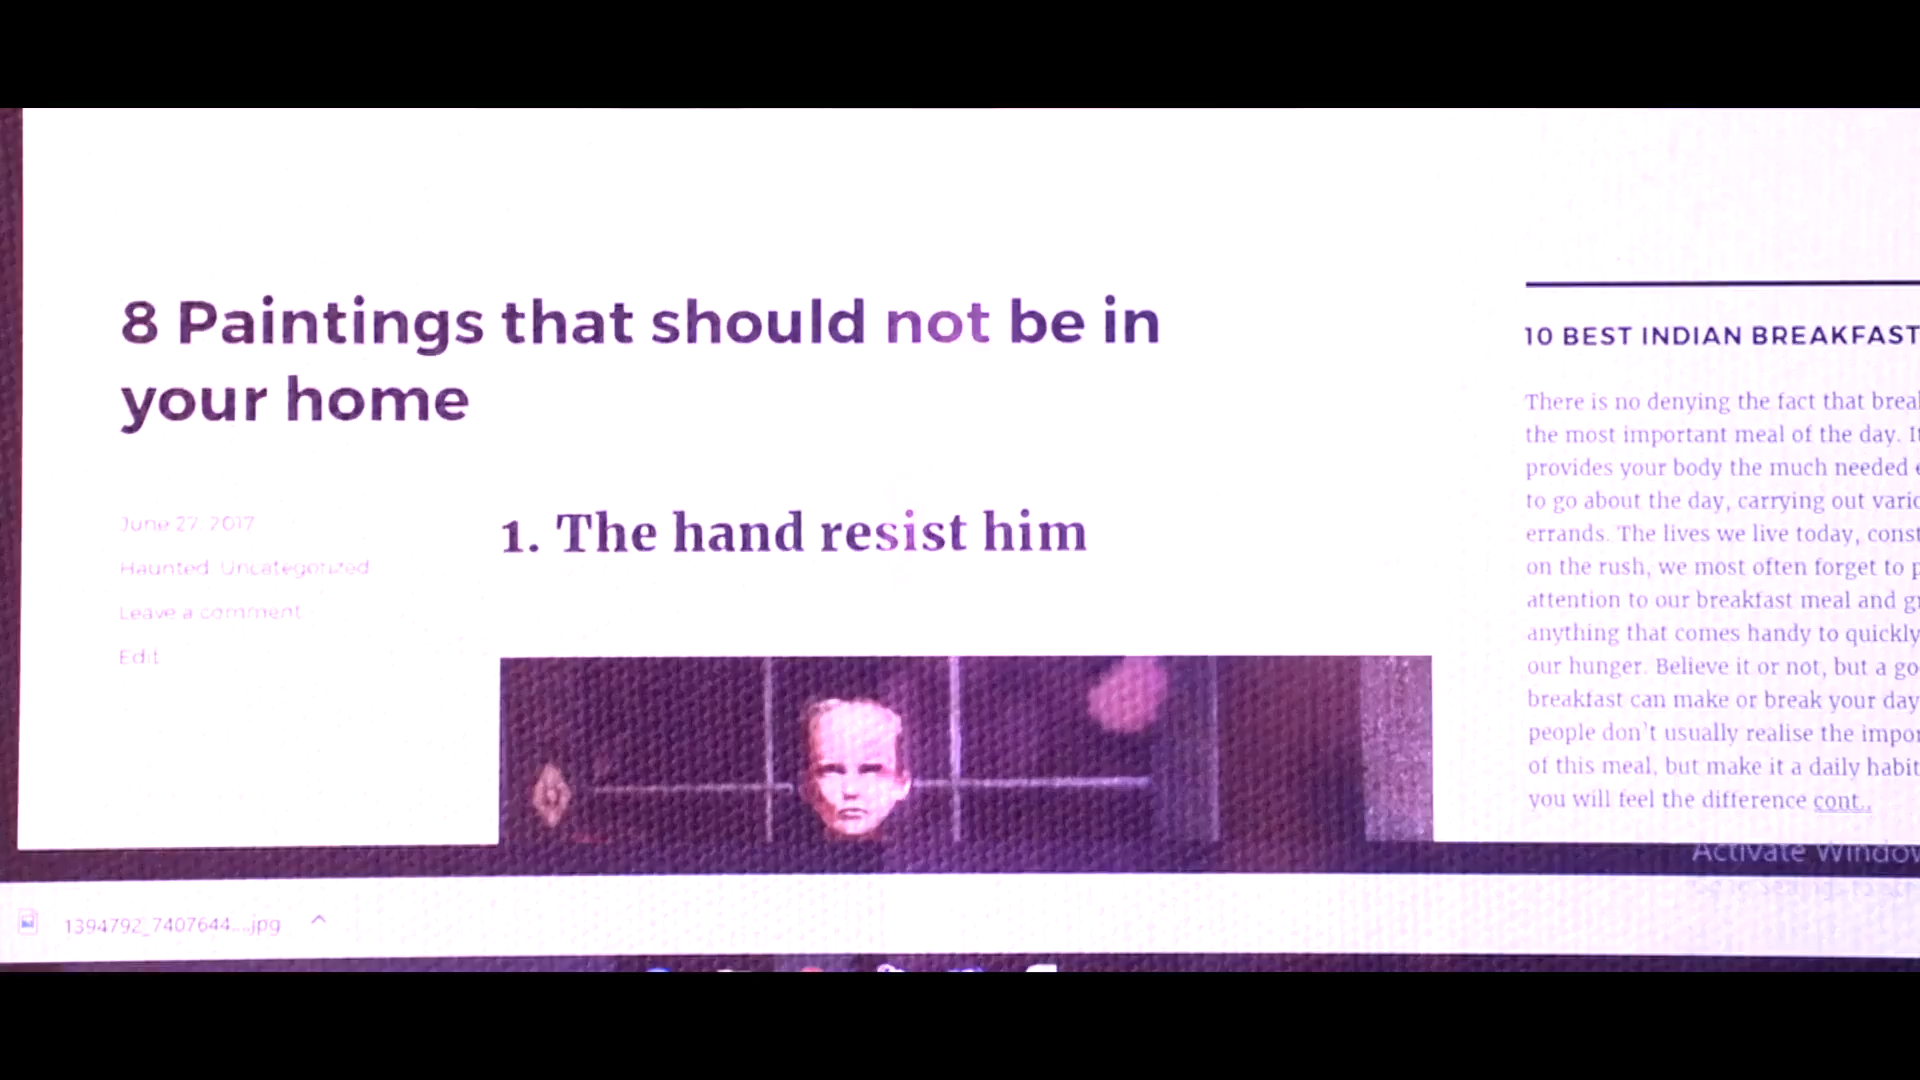 8 Paintings that should not be in
your home
June 27, 2017
Haunted, Uncategorized
Leave a comment
Edit
1. The hand resist him
10 BEST INDIAN BREAKFAST
There is no denying the fact that break
the most important meal of the day. It
provides your body the much needed e
to go about the day, carrying out vario
errands. The lives we live today, const
on the rush, we most often forget to p
attention to our breakfast meal and gr
anything that comes handy to quickly
our hunger. Believe it or not, but a go
breakfast can make or break your day
people don't usually realise the impor
of this meal, but make it a daily habit
you will feel the difference cont..
Activate Window
1394792_7407644....jpg